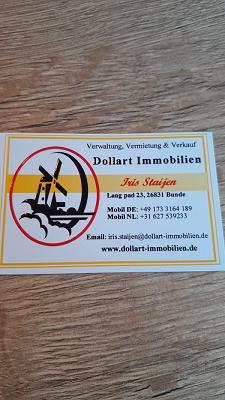 Verwaltung, Vermietung & Verkauf
Dollart Immobilien
Iris Staijen
Lang pad 23, 26831 Bunde
Mobil DE: +49 173 3164 189
Mobil NL: +31 627 539233
Email: iris.staijen@dollart-immobilien.de
www.dollart-immobilien.de